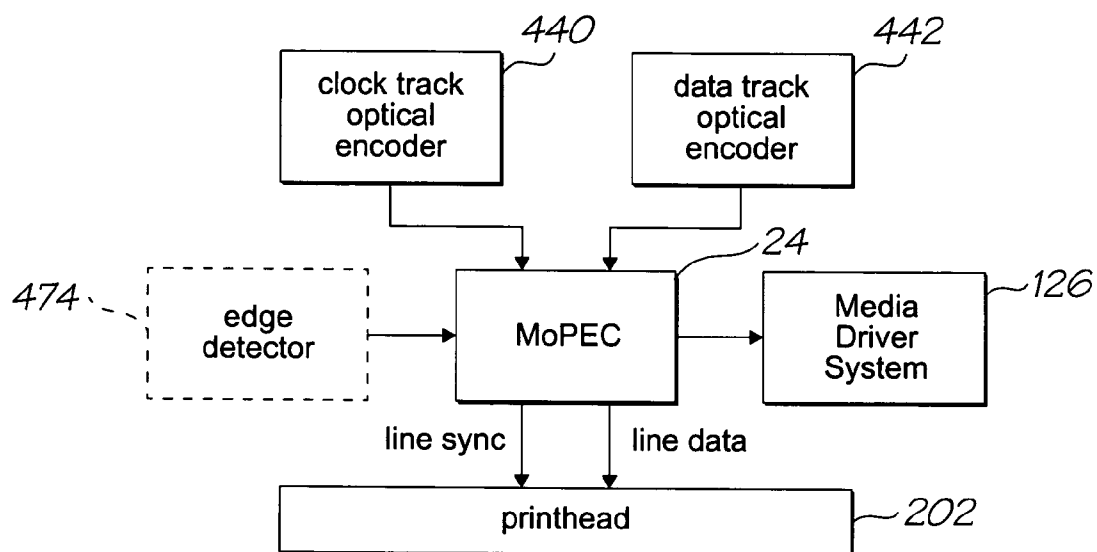 440
442
clock track
optical
encoder
data track
optical
encoder
24
474
edge
detector
MoPEC
Media
Driver
System
126
line sync
line data
printhead
202